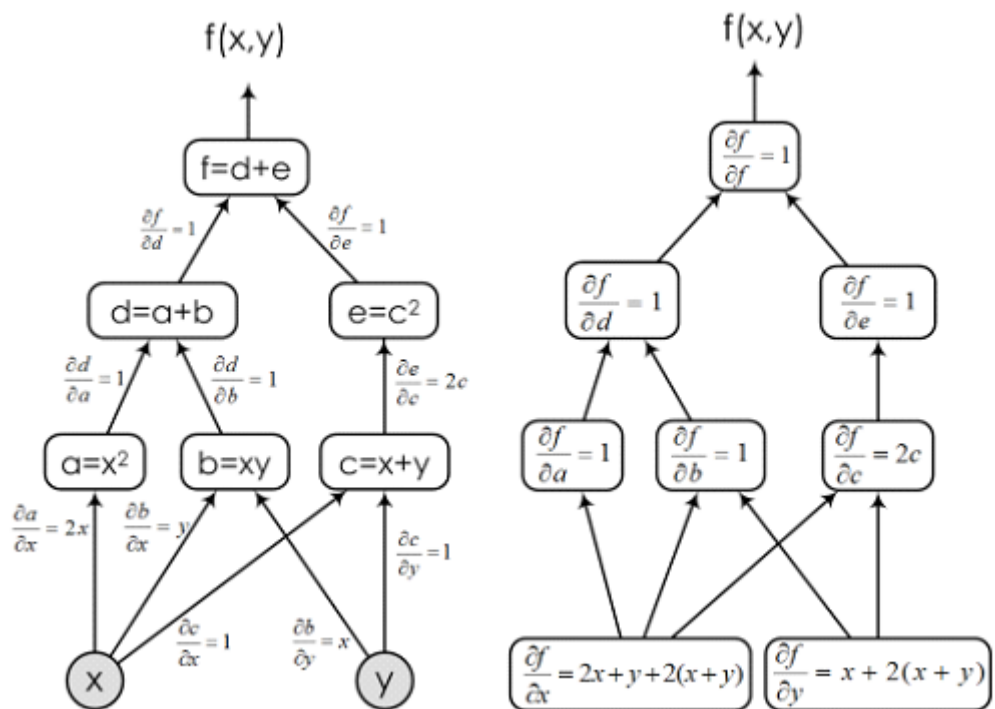 f(x,y)
f=d+e
∂f/∂d = 1
∂f/∂e = 1
d=a+b
e=c²
∂d/∂a = 1
∂d/∂b = 1
∂e/∂c = 2c
a=x²
b=xy
c=x+y
∂a/∂x = 2x
∂b/∂x = y
∂c/∂y = 1
∂c/∂x = 1
∂b/∂y = x
x
y
f(x,y)
∂f/∂f = 1
∂f/∂d = 1
∂f/∂e = 1
∂f/∂a = 1
∂f/∂b = 1
∂f/∂c = 2c
∂f/∂x = 2x+y+2(x+y)
∂f/∂y = x+2(x+y)